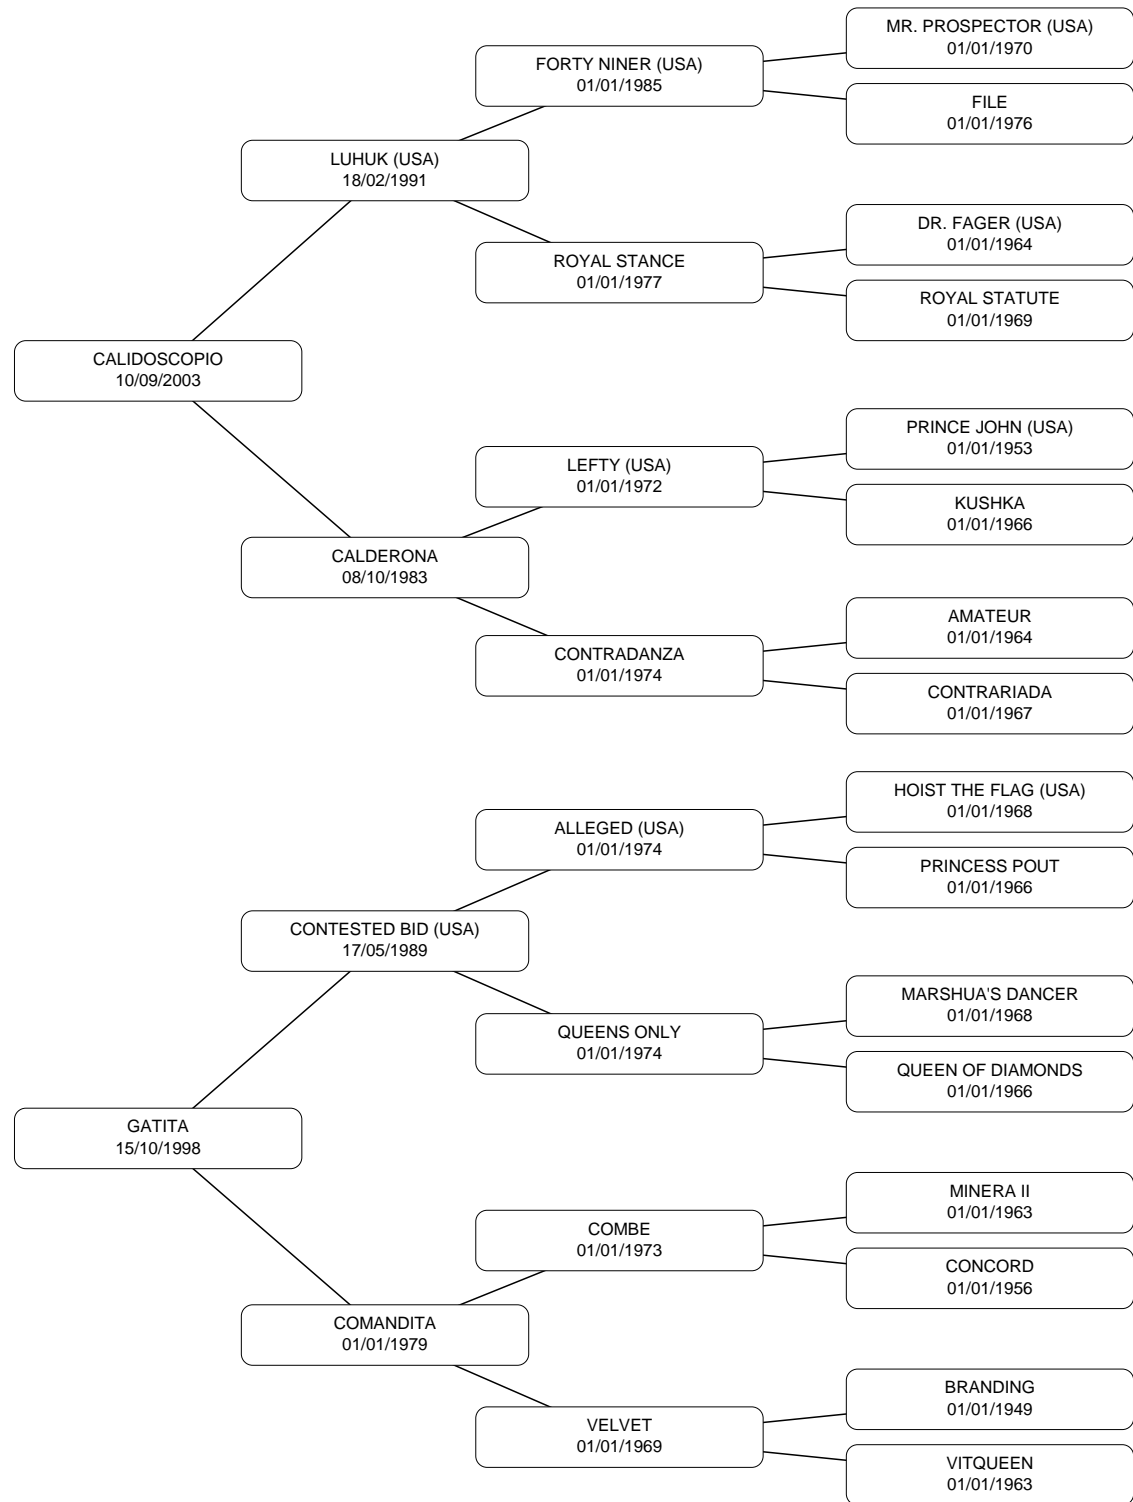 MR. PROSPECTOR (USA)
01/01/1970
FORTY NINER (USA)
01/01/1985
FILE
01/01/1976
LUHUK (USA)
18/02/1991
DR. FAGER (USA)
01/01/1964
ROYAL STANCE
01/01/1977
ROYAL STATUTE
01/01/1969
CALIDOSCOPIO
10/09/2003
PRINCE JOHN (USA)
01/01/1953
LEFTY (USA)
01/01/1972
KUSHKA
01/01/1966
CALDERONA
08/10/1983
AMATEUR
01/01/1964
CONTRADANZA
01/01/1974
CONTRARIADA
01/01/1967
HOIST THE FLAG (USA)
01/01/1968
ALLEGED (USA)
01/01/1974
PRINCESS POUT
01/01/1966
CONTESTED BID (USA)
17/05/1989
MARSHUA'S DANCER
01/01/1968
QUEENS ONLY
01/01/1974
QUEEN OF DIAMONDS
01/01/1966
GATITA
15/10/1998
MINERA II
01/01/1963
COMBE
01/01/1973
CONCORD
01/01/1956
COMANDITA
01/01/1979
BRANDING
01/01/1949
VELVET
01/01/1969
VITQUEEN
01/01/1963